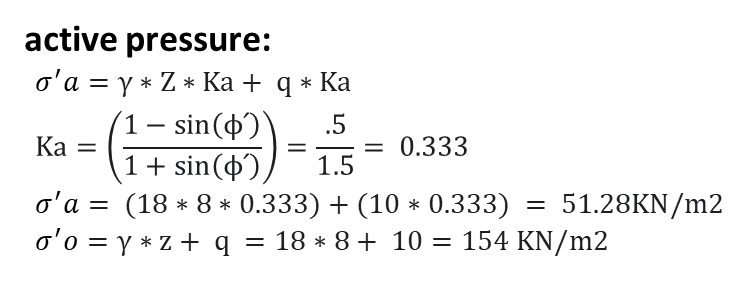 active pressure:
σ′a = γ ∗ Z ∗ Ka + q ∗ Ka
Ka = ((1 − sin(ϕ′))/(1 + sin(ϕ′))) = .5/1.5 = 0.333
σ′a = (18 ∗ 8 ∗ 0.333) + (10 ∗ 0.333) = 51.28KN/m2
σ′o = γ ∗ z + q = 18 ∗ 8 + 10 = 154 KN/m2